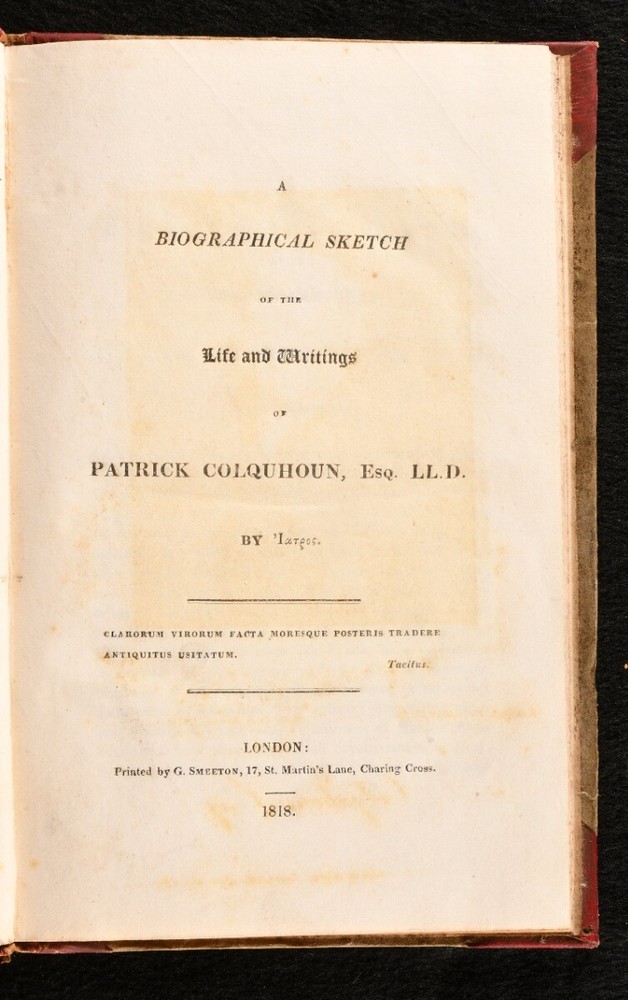 A
BIOGRAPHICAL SKETCH
OF THE
Life and Writings
OF
PATRICK COLQUHOUN, ESQ. LL.D.
BY Ἰατρος.
CLARORUM VIRORUM FACTA MORESQUE POSTERIS TRADERE
ANTIQUITUS USITATUM.
Tacitus.
LONDON:
Printed by G. SMEETON, 17, St. Martin's Lane, Charing Cross.
1818.